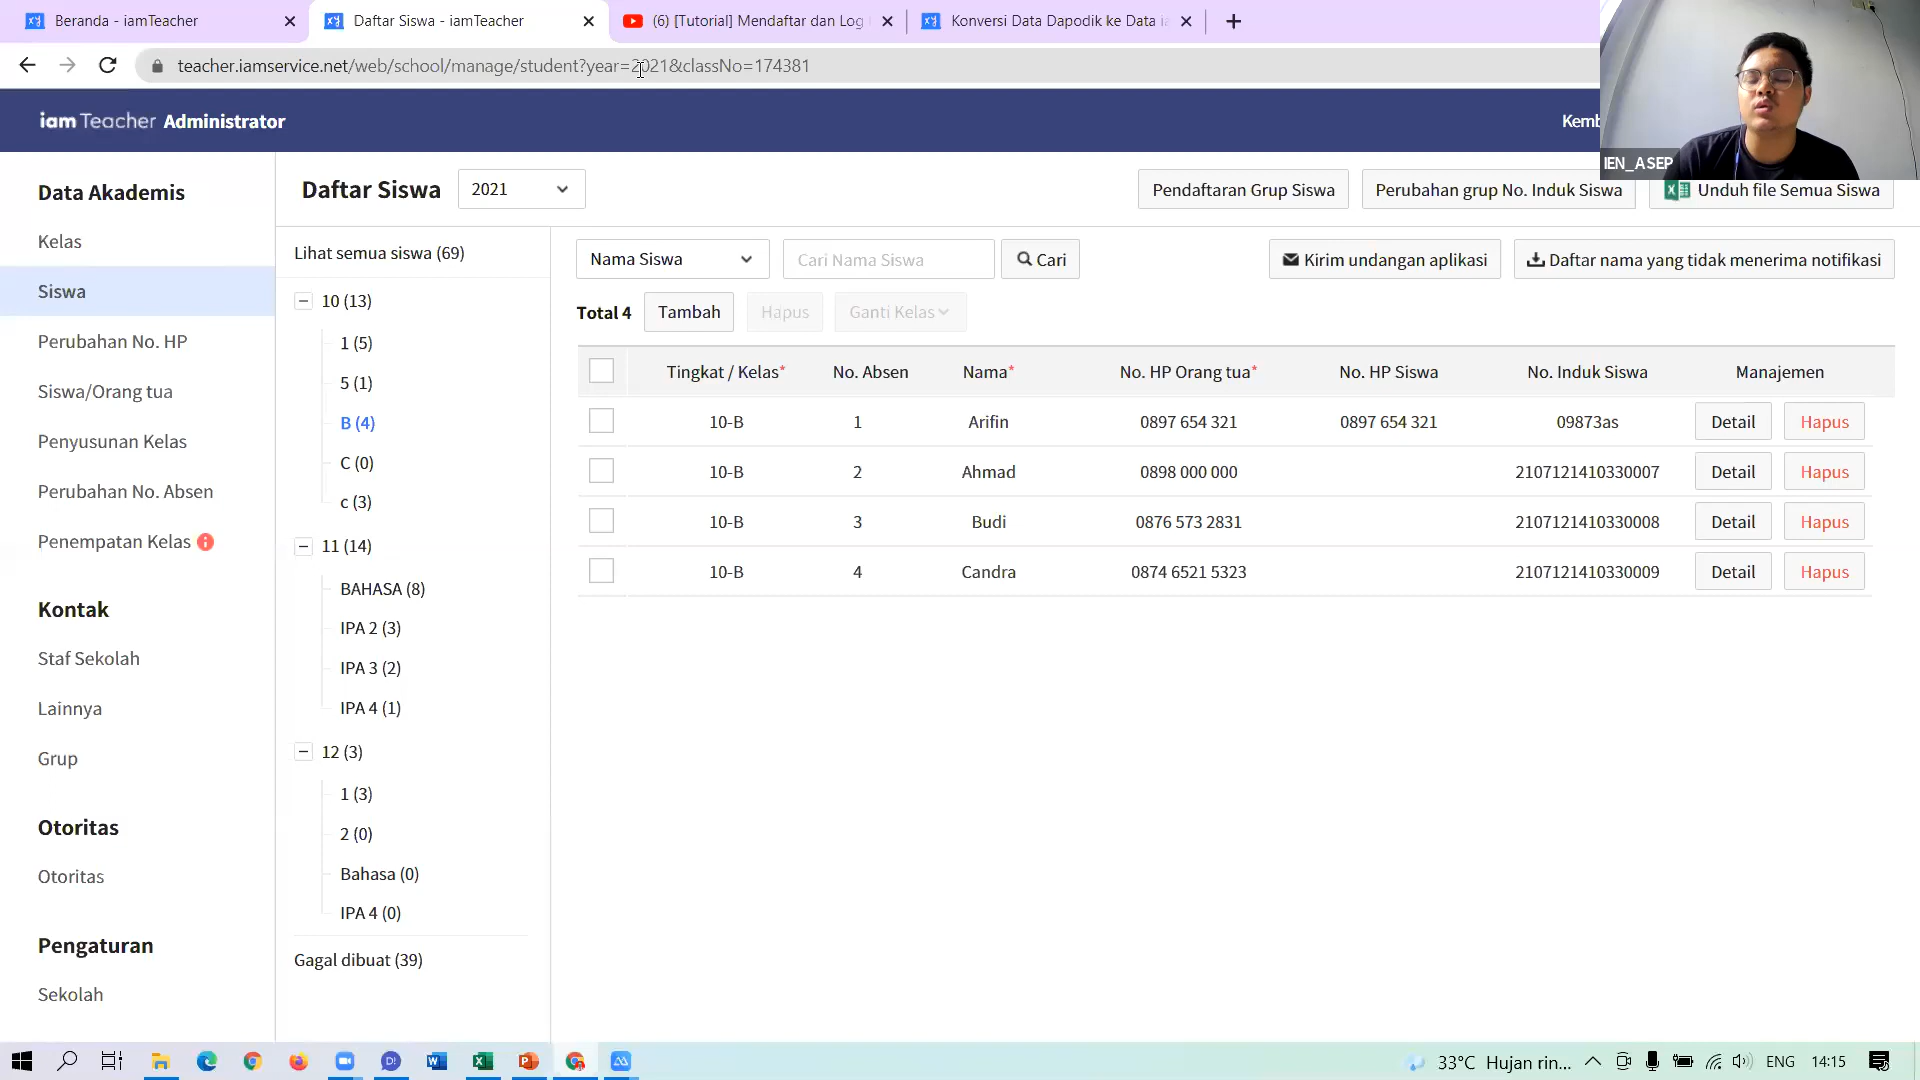 Beranda - iamTeacher
Daftar Siswa - iamTeacher
(6) [Tutorial] Mendaftar dan Log
Konversi Data Dapodik ke Data
teacher.iamservice.net/web/school/manage/student?year=2021&classNo=174381
iam Teacher Administrator
Kemb
IEN_ASEP
Data Akademis
Kelas
Siswa
Perubahan No. HP
Siswa/Orang tua
Penyusunan Kelas
Perubahan No. Absen
Penempatan Kelas
Kontak
Staf Sekolah
Lainnya
Grup
Otoritas
Otoritas
Pengaturan
Sekolah
Daftar Siswa 2021
Pendaftaran Grup Siswa
Perubahan grup No. Induk Siswa
Unduh file Semua Siswa
Lihat semua siswa (69)
10 (13)
1 (5)
5 (1)
B (4)
C (0)
c (3)
11 (14)
BAHASA (8)
IPA 2 (3)
IPA 3 (2)
IPA 4 (1)
12 (3)
1 (3)
2 (0)
Bahasa (0)
IPA 4 (0)
Gagal dibuat (39)
Nama Siswa Cari Nama Siswa Cari
Kirim undangan aplikasi
Daftar nama yang tidak menerima notifikasi
Total 4 Tambah Hapus Ganti Kelas
Tingkat / Kelas* No. Absen Nama* No. HP Orang tua* No. HP Siswa No. Induk Siswa Manajemen
10-B 1 Arifin 0897 654 321 0897 654 321 09873as Detail Hapus
10-B 2 Ahmad 0898 000 000 2107121410330007 Detail Hapus
10-B 3 Budi 0876 573 2831 2107121410330008 Detail Hapus
10-B 4 Candra 0874 6521 5323 2107121410330009 Detail Hapus
33°C Hujan rin... ENG 14:15